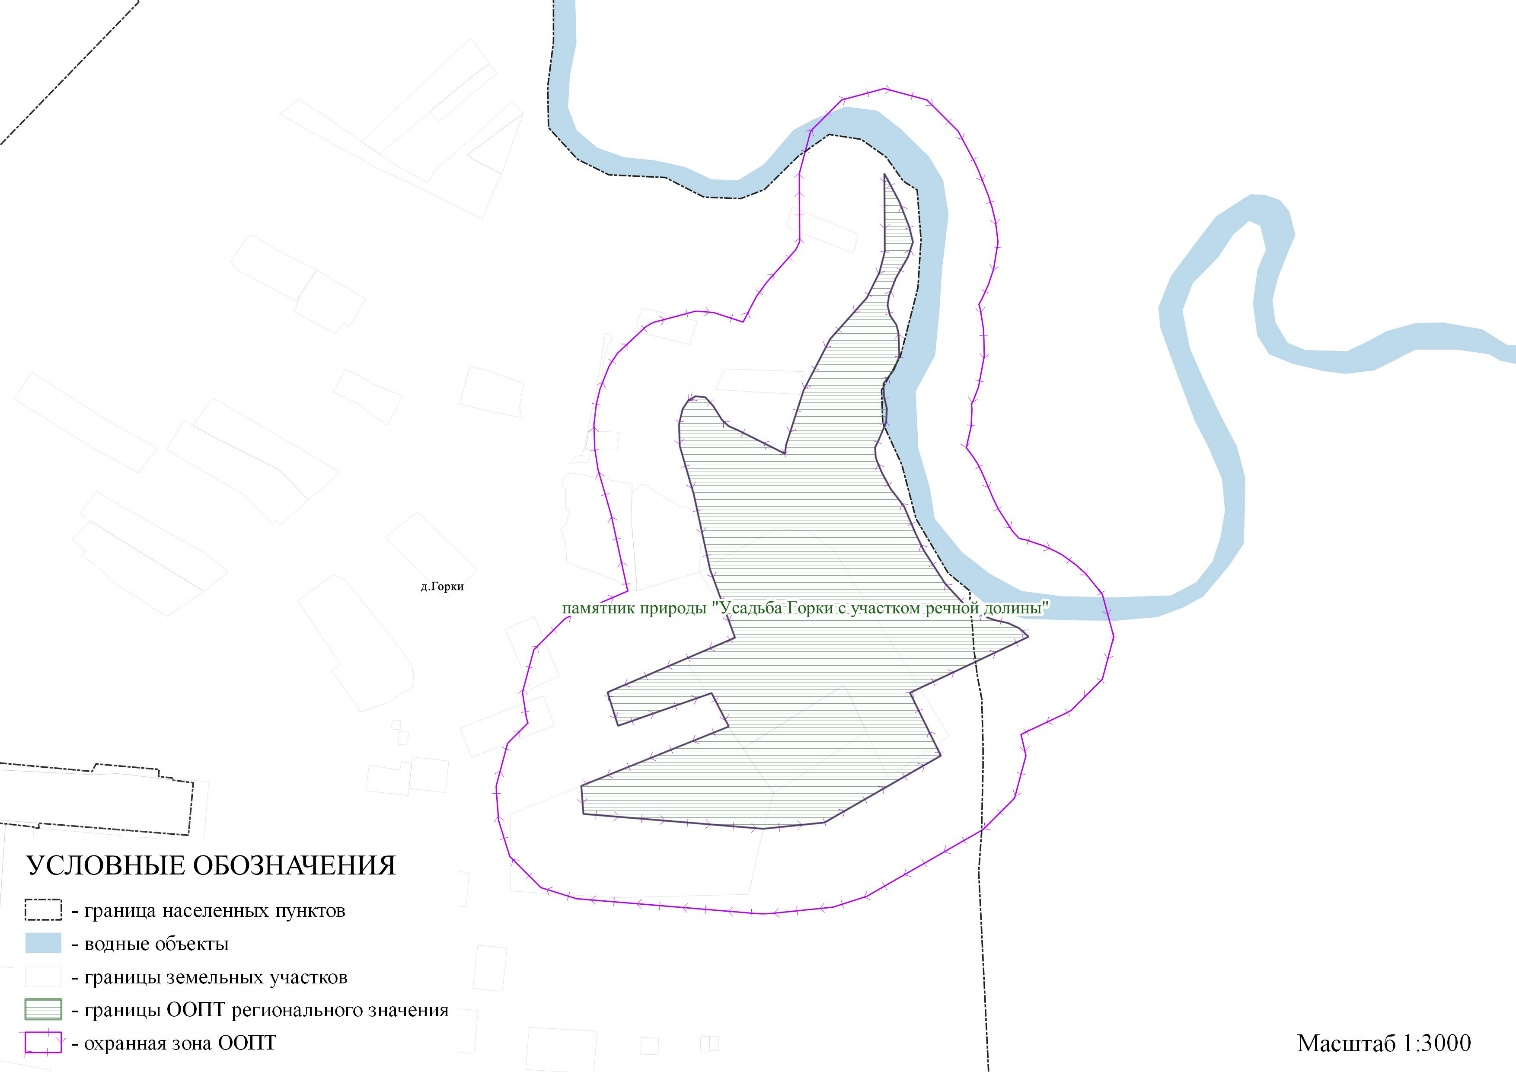 д.Горки
памятник природы "Усадьба Горки с участком речной долины"
УСЛОВНЫЕ ОБОЗНАЧЕНИЯ
- граница населенных пунктов
- водные объекты
- границы земельных участков
- границы ООПТ регионального значения
- охранная зона ООПТ
Масштаб 1:3000